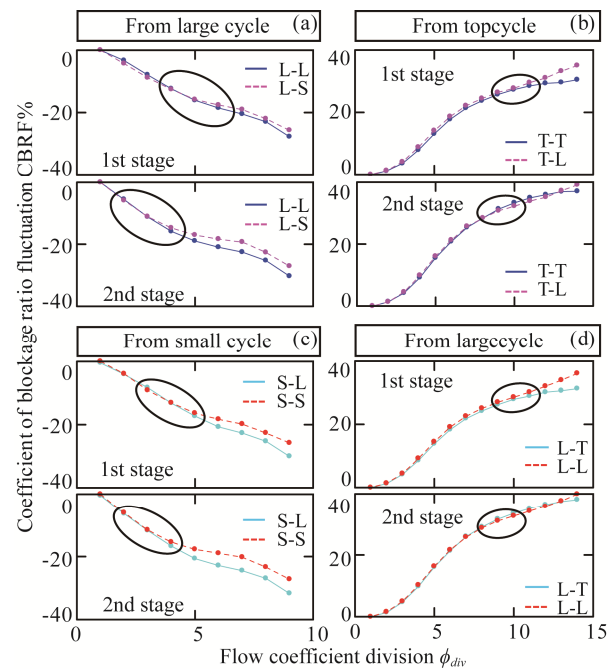 From large cycle (a)
0
-20
-40
L-L
L-S
1st stage
0
-20
-40
L-L
L-S
2nd stage
From topcycle (b)
40
20
0
1st stage
T-T
T-L
40
20
0
2nd stage
T-T
T-L
From small cycle (c)
0
-20
-40
S-L
S-S
1st stage
0
-20
-40
S-L
S-S
2nd stage
0 5 10
From largecycle (d)
40
20
0
1st stage
L-T
L-L
40
20
0
2nd stage
L-T
L-L
0 5 10 15
Coefficient of blockage ratio fluctuation CBRF%
Flow coefficient division ϕdiv